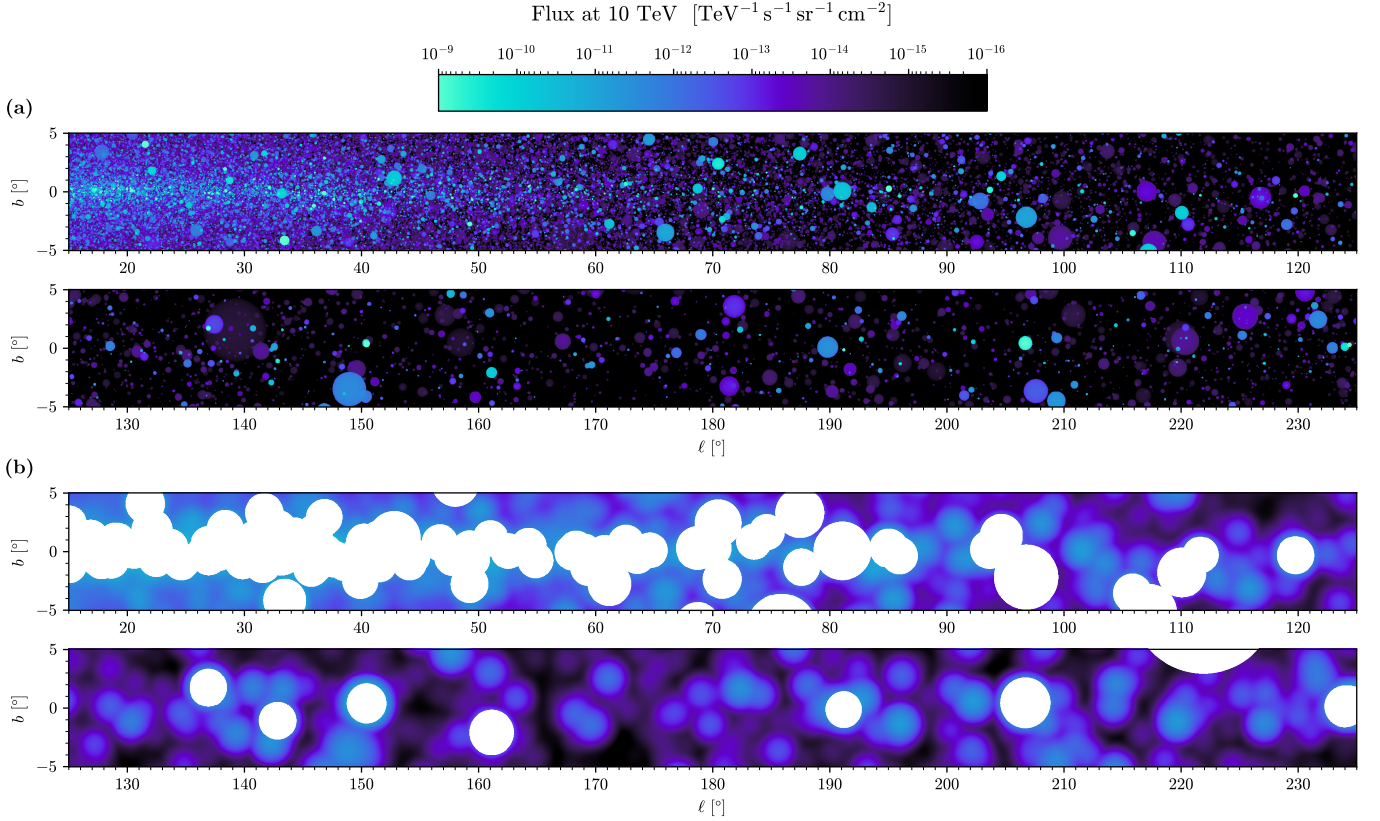 Flux at 10 TeV [TeV⁻¹ s⁻¹ sr⁻¹ cm⁻²]
10⁻⁹ 10⁻¹⁰ 10⁻¹¹ 10⁻¹² 10⁻¹³ 10⁻¹⁴ 10⁻¹⁵ 10⁻¹⁶
(a)
5
0
−5
b [°]
20 30 40 50 60 70 80 90 100 110 120
5
0
−5
b [°]
130 140 150 160 170 180 190 200 210 220 230
ℓ [°]
(b)
5
0
−5
b [°]
20 30 40 50 60 70 80 90 100 110 120
5
0
−5
b [°]
130 140 150 160 170 180 190 200 210 220 230
ℓ [°]